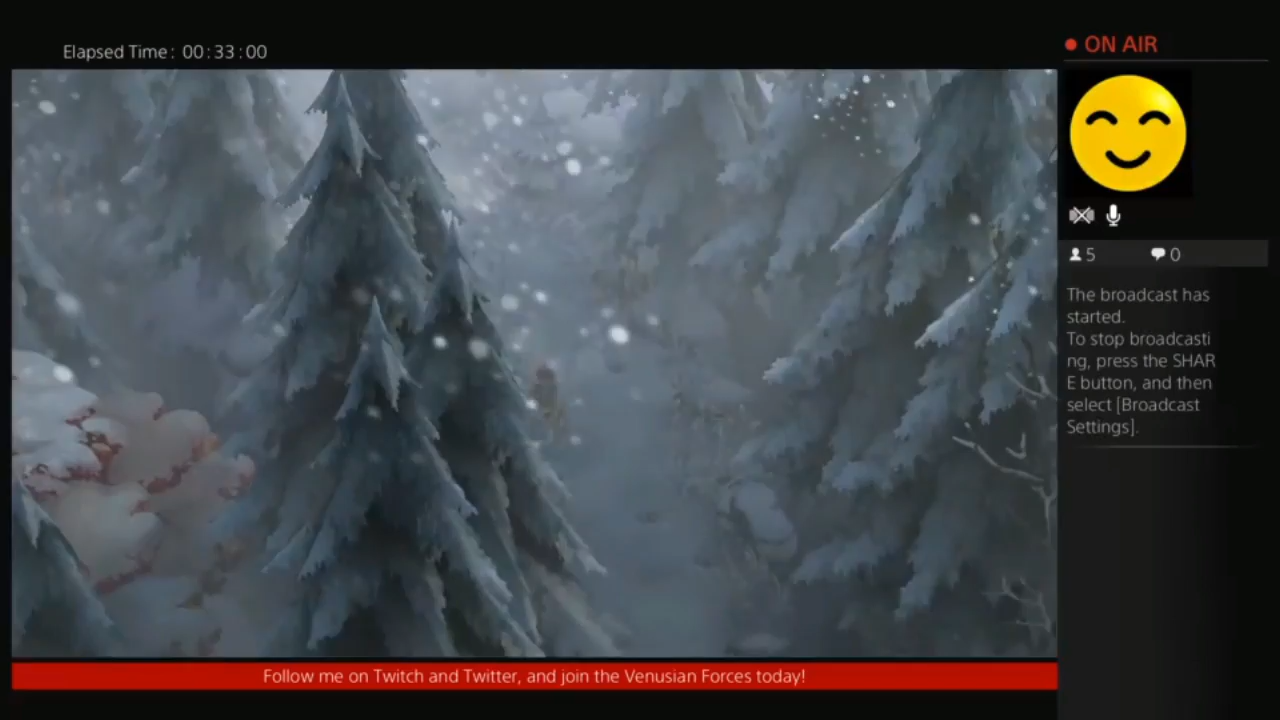 Elapsed Time: 00:33:00
ON AIR
5 0
The broadcast has
started.
To stop broadcasti
ng, press the SHAR
E button, and then
select [Broadcast
Settings].
Follow me on Twitch and Twitter, and join the Venusian Forces today!